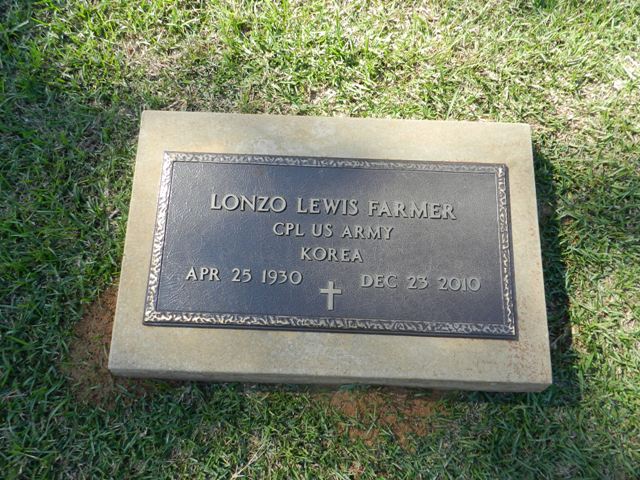 LONZO LEWIS FARMER
CPL US ARMY
KOREA
APR 25 1930 DEC 23 2010